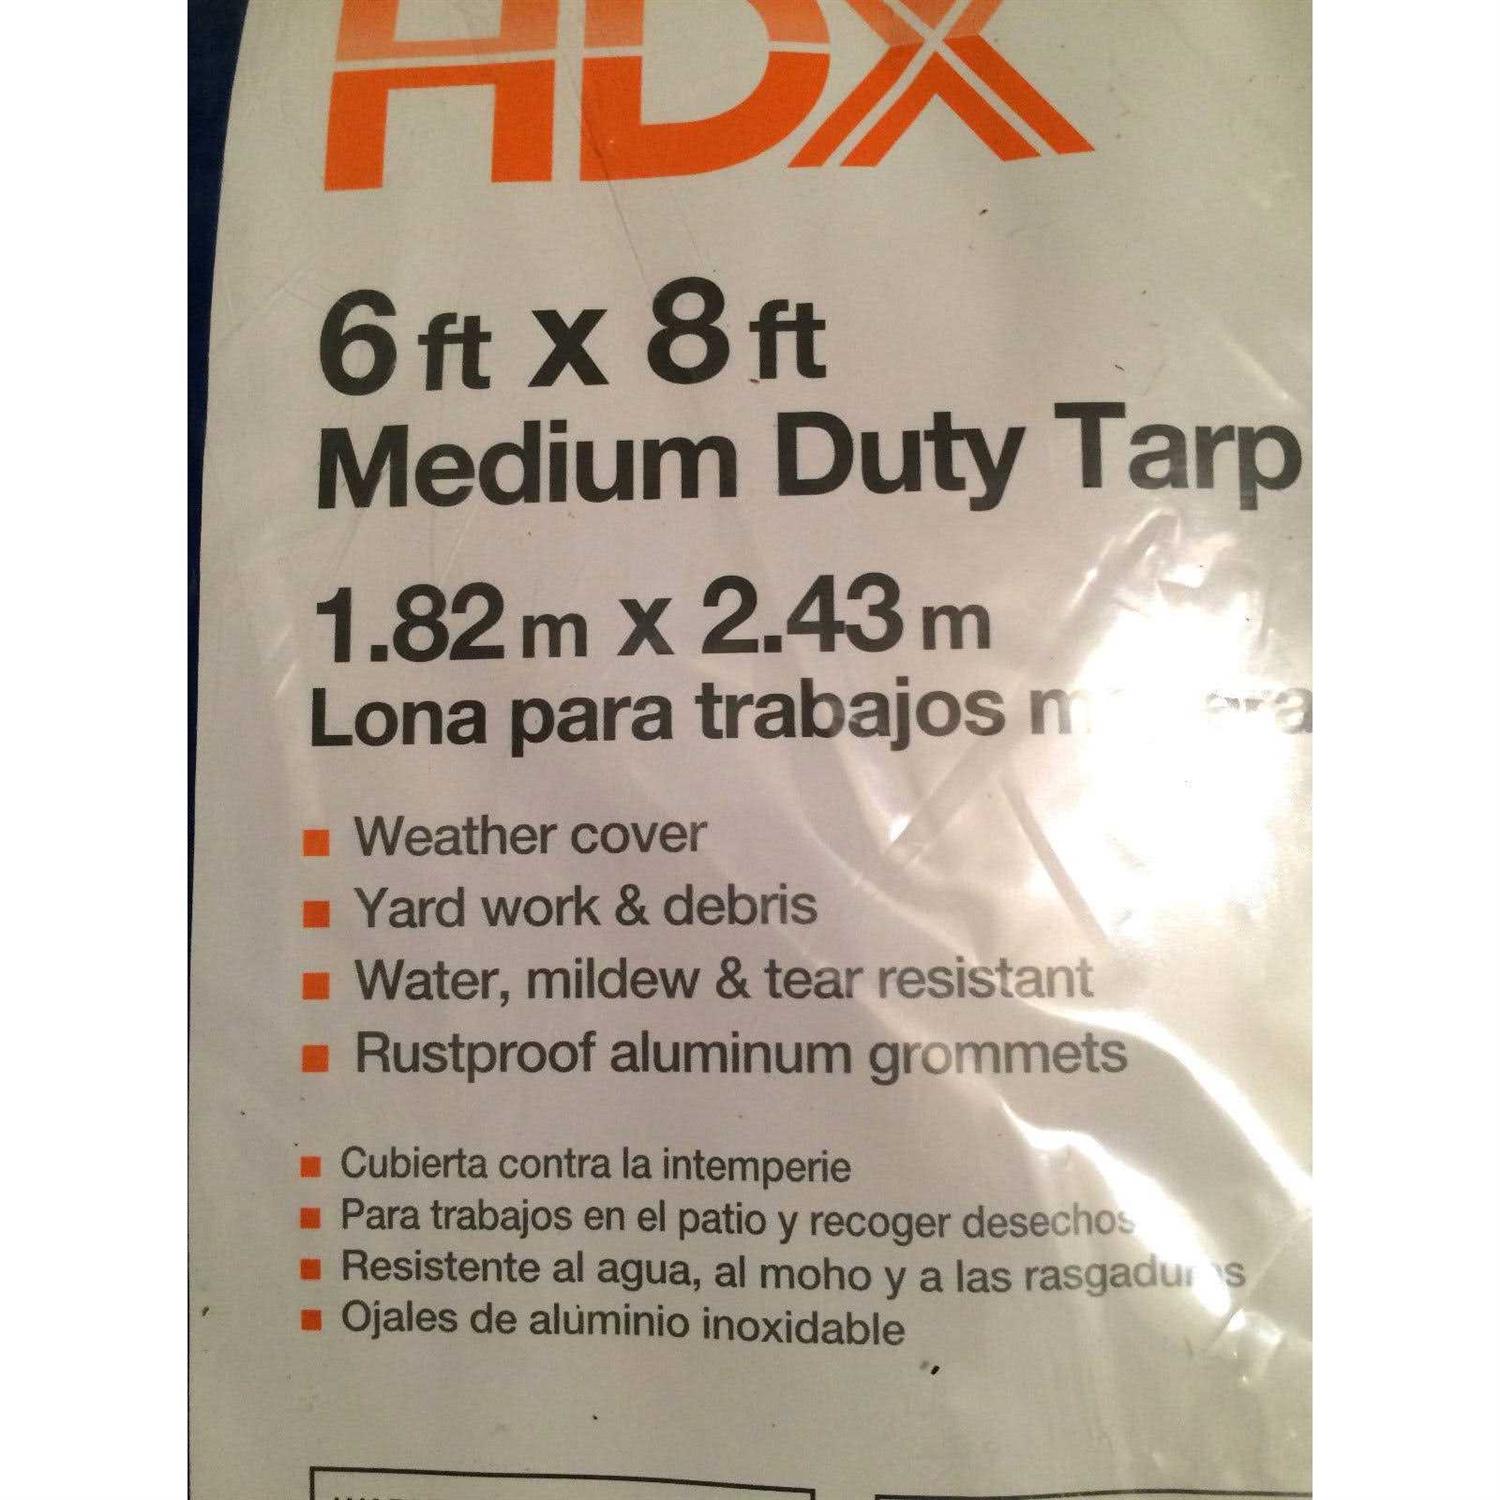 HDX
6 ft x 8 ft
Medium Duty Tarp
1.82 m x 2.43 m
Lona para trabajos
Weather cover
Yard work & debris
Water, mildew & tear resistant
Rustproof aluminum grommets
Cubierta contra la intemperie
Para trabajos en el patio y recoger desechos
Resistente al agua, al moho y a las rasgaduras
Ojales de aluminio inoxidable